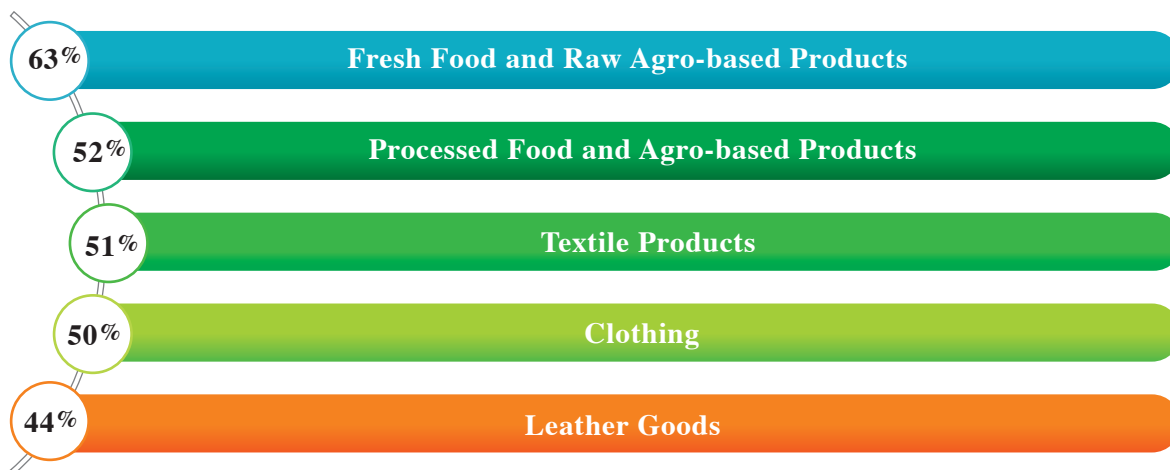 63% Fresh Food and Raw Agro-based Products
52% Processed Food and Agro-based Products
51% Textile Products
50% Clothing
44% Leather Goods